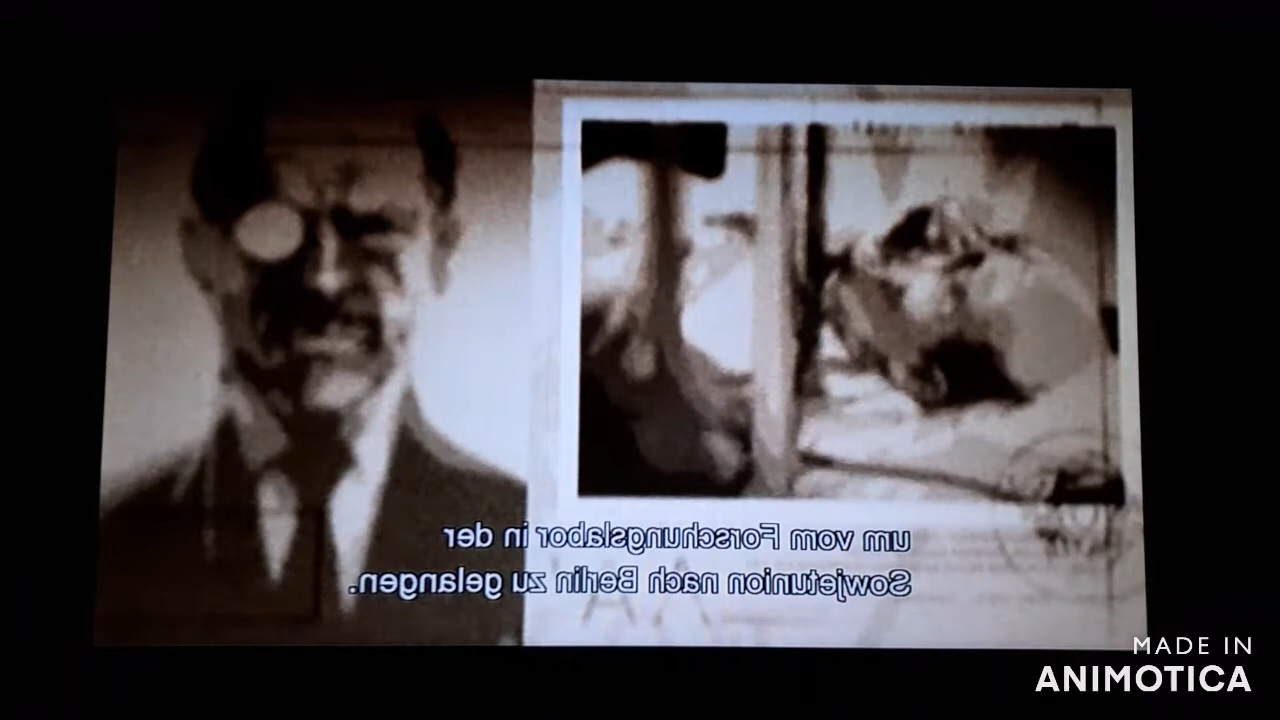 um vom Forschungslabor in der
Sowjetunion nach Berlin zu gelangen.
MADE IN
ANIMOTICA